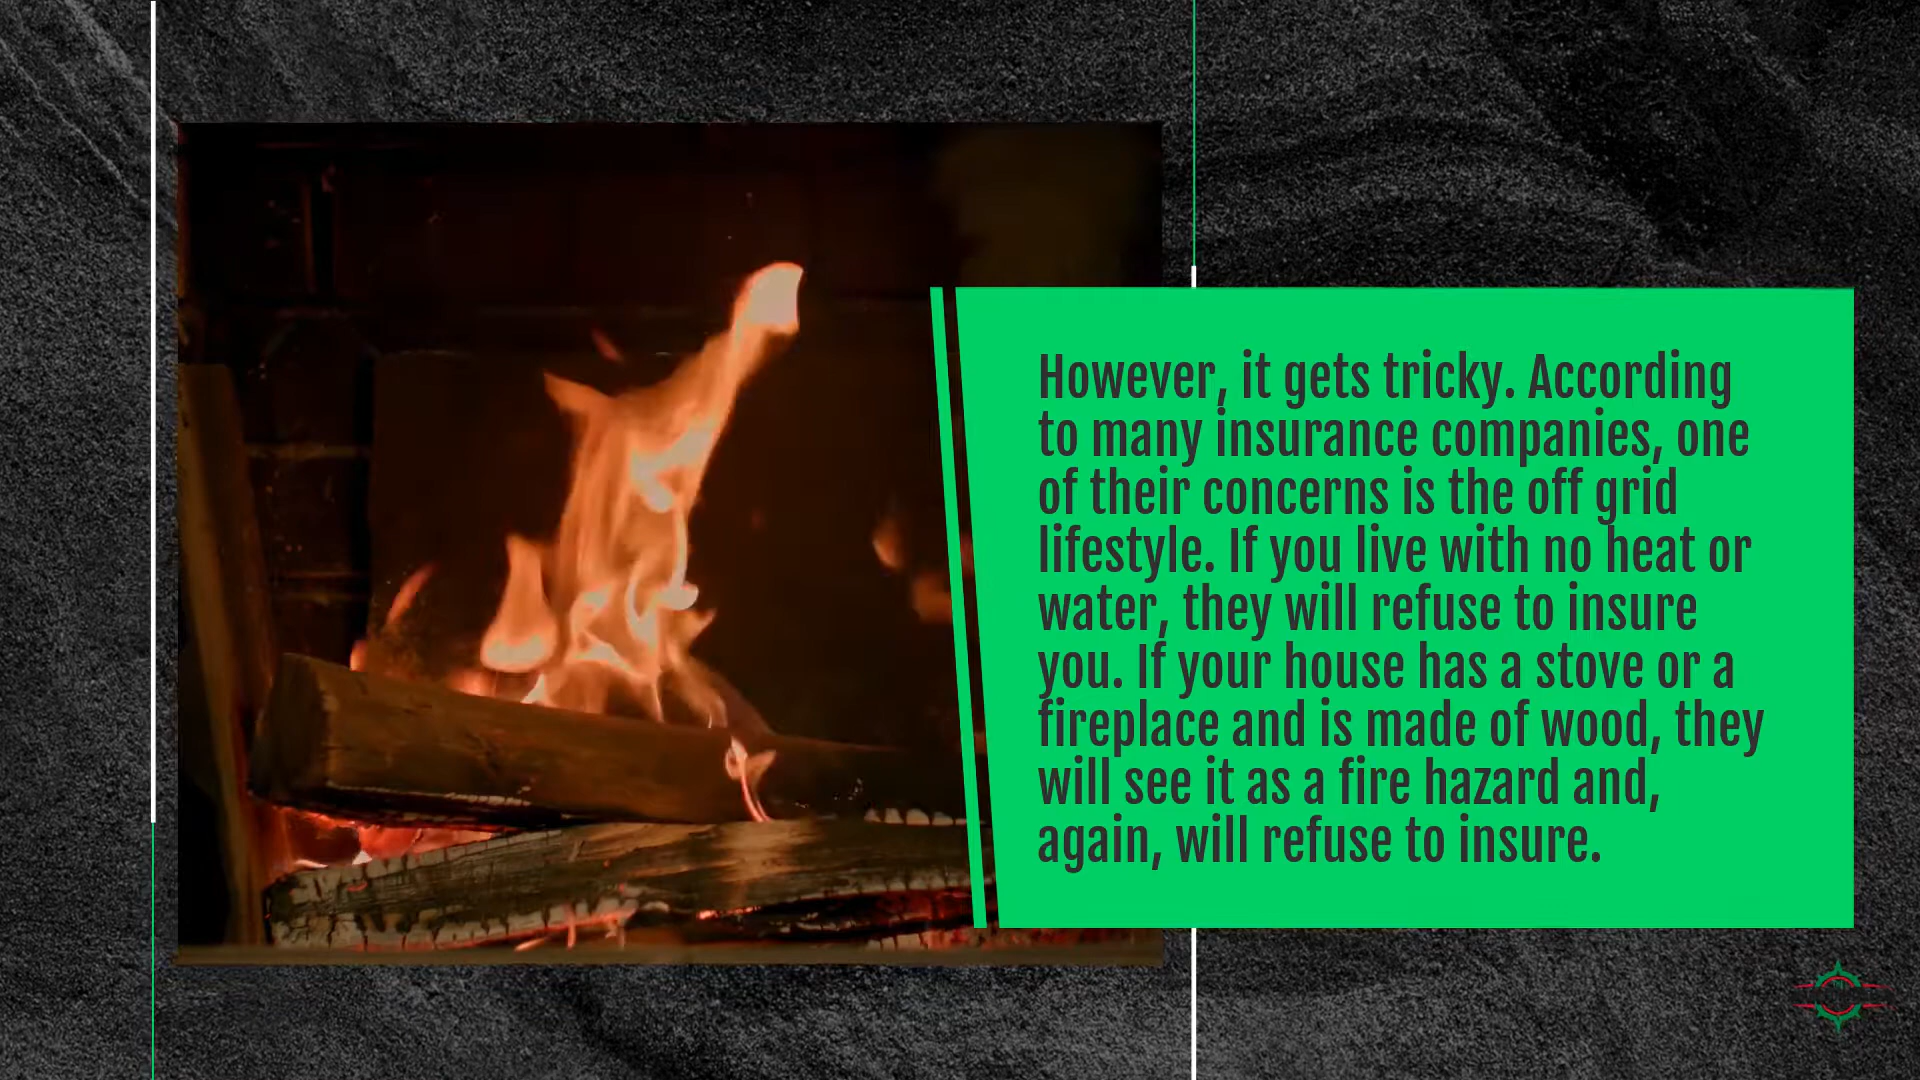 However, it gets tricky. According
to many insurance companies, one
of their concerns is the off grid
lifestyle. If you live with no heat or
water, they will refuse to insure
you. If your house has a stove or a
fireplace and is made of wood, they
will see it as a fire hazard and,
again, will refuse to insure.